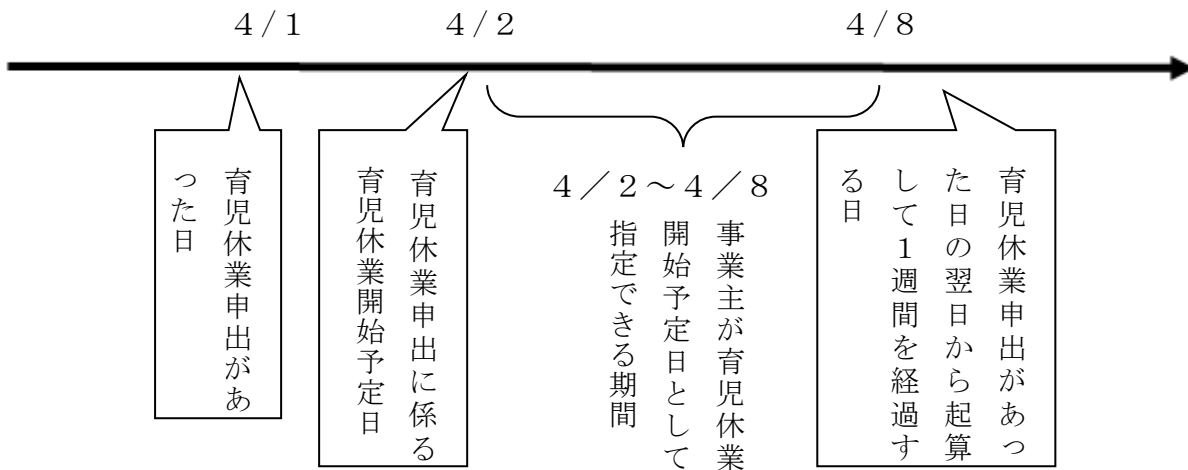 4/1
4/2
4/8
育児休業申出があ
った日
育児休業申出に係る
育児休業開始予定日
4/2~4/8
事業主が育児休業
開始予定日として
指定できる期間
育児休業申出があっ
た日の翌日から起算
して1週間を経過す
る日